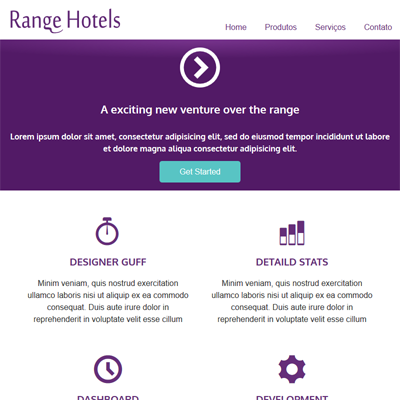 Range Hotels
Home Produtos Serviços Contato
A exciting new venture over the range
Lorem ipsum dolor sit amet, consectetur adipisicing elit, sed do eiusmod tempor incididunt ut labore
et dolore magna aliqua consectetur adipisicing elit.
Get Started
DESIGNER GUFF
Minim veniam, quis nostrud exercitation
ullamco laboris nisi ut aliquip ex ea commodo
consequat. Duis aute irure dolor in
reprehenderit in voluptate velit esse cillum
DETAILD STATS
Minim veniam, quis nostrud exercitation
ullamco laboris nisi ut aliquip ex ea commodo
consequat. Duis aute irure dolor in
reprehenderit in voluptate velit esse cillum
DASHBOARD
DEVELOPMENT